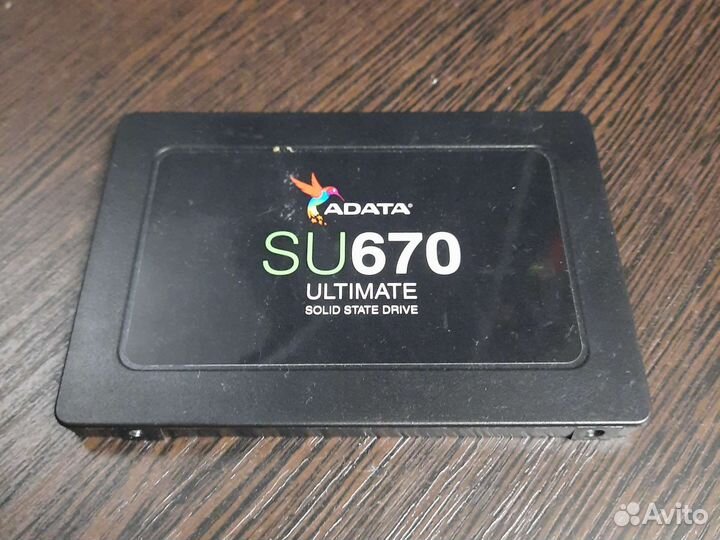 ADATA®
SU670
ULTIMATE
SOLID STATE DRIVE
Avito